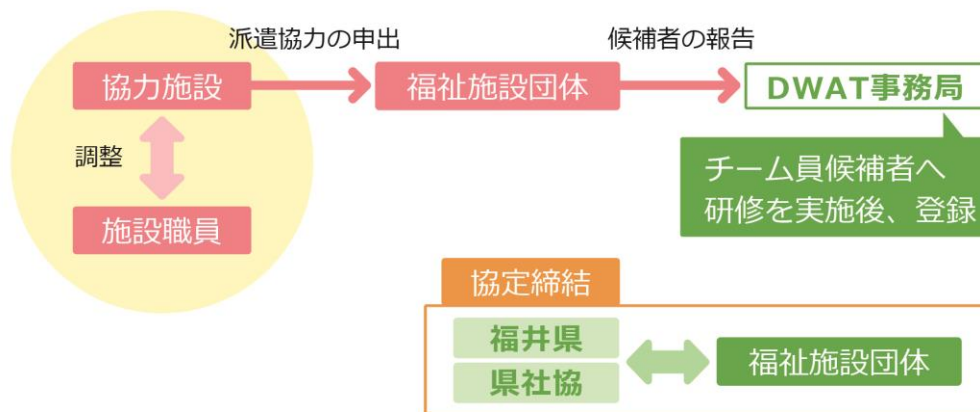 派遣協力の申出
候補者の報告
協力施設
福祉施設団体
DWAT事務局
調整
チーム員候補者へ
研修を実施後、登録
施設職員
協定締結
福井県
県社協
福祉施設団体